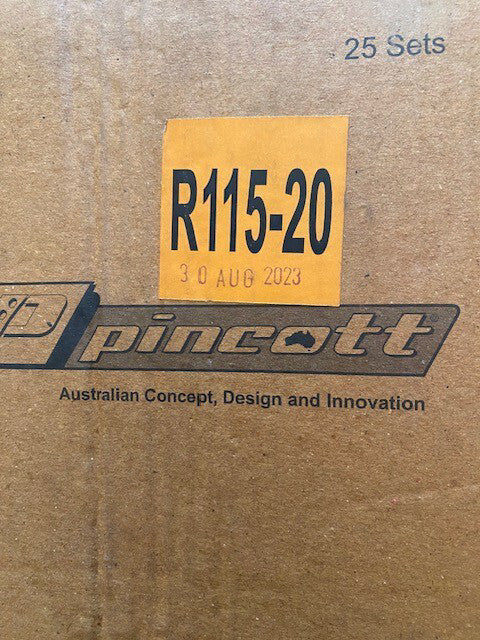 25 Sets
R115-20
30 AUG 2023
pincott®
Australian Concept, Design and Innovation